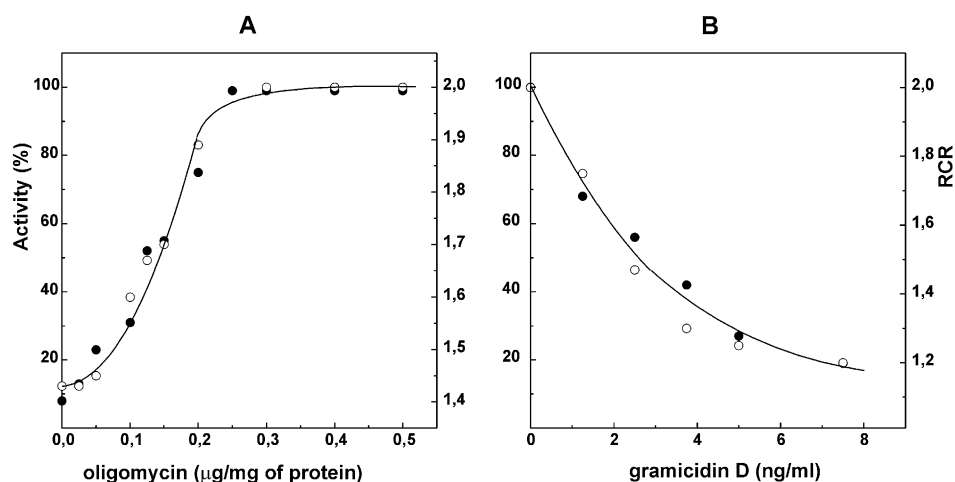 A
B
Activity (%)
100
80
60
40
20
2,0
1,9
1,8
1,7
1,6
1,5
1,4
0,0 0,1 0,2 0,3 0,4 0,5
oligomycin (μg/mg of protein)
100
80
60
40
20
2,0
1,8
1,6
1,4
1,2
RCR
0 2 4 6 8
gramicidin D (ng/ml)